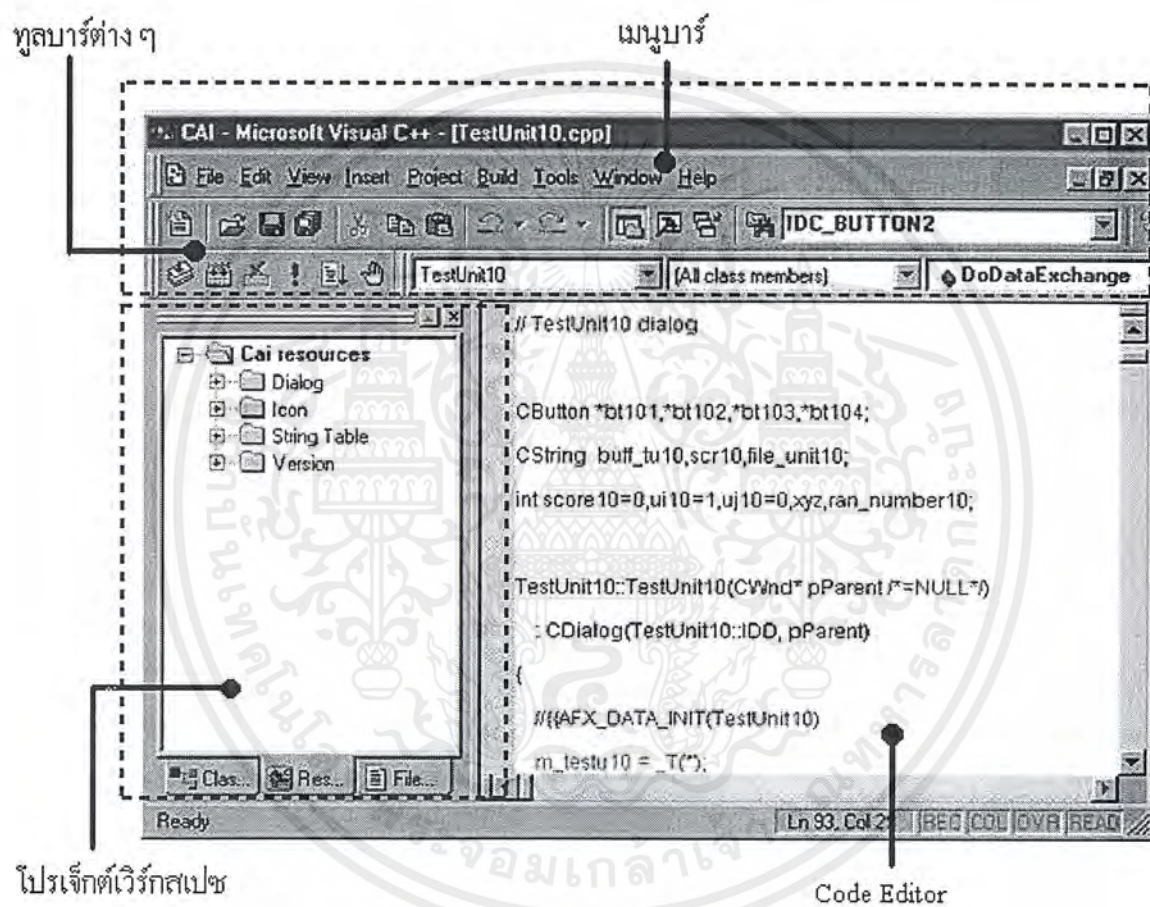 ทูลบาร์ต่าง ๆ
เมนูบาร์
CAI - Microsoft Visual C++ - [TestUnit10.cpp]
File Edit View Insert Project Build Tools Window Help
IDC_BUTTON2
TestUnit10 (All class members) DoDataExchange
Cai resources
Dialog
Icon
String Table
Version
Clas... Res... File...
// TestUnit10 dialog
CButton *bt101,*bt102,*bt103,*bt104;
CString buff_tu10,scr10,file_unit10;
int score10=0,ui10=1,uj10=0,xyz,ran_number10;
TestUnit10::TestUnit10(CWnd* pParent /*=NULL*/)
: CDialog(TestUnit10::IDD, pParent)
{
//{{AFX_DATA_INIT(TestUnit10)
m_testu10 = _T("");
Ready
Ln 93, Col 2 REC COL OVR READ
โปรเจ็กต์เวิร์กสเปซ
Code Editor